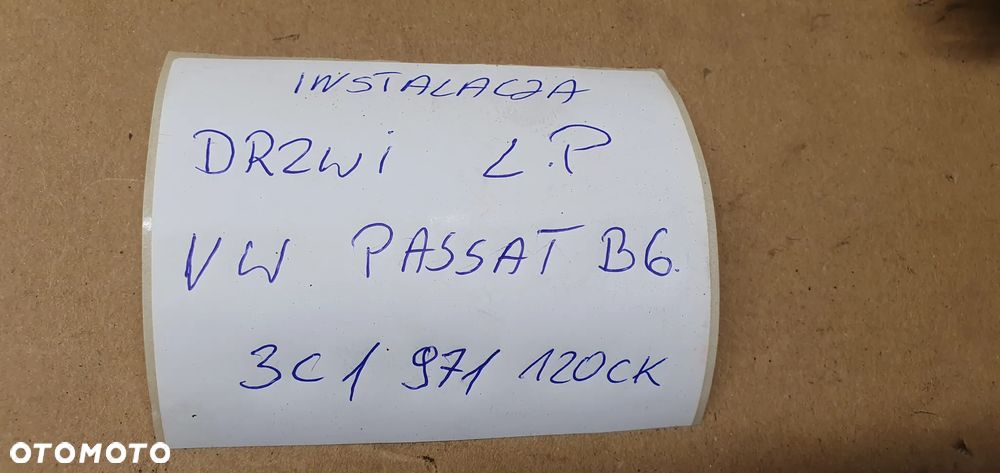 INSTALACJA
DRZWI L.P
VW PASSAT B6.
3C1 971 120CK
OTOMOTO